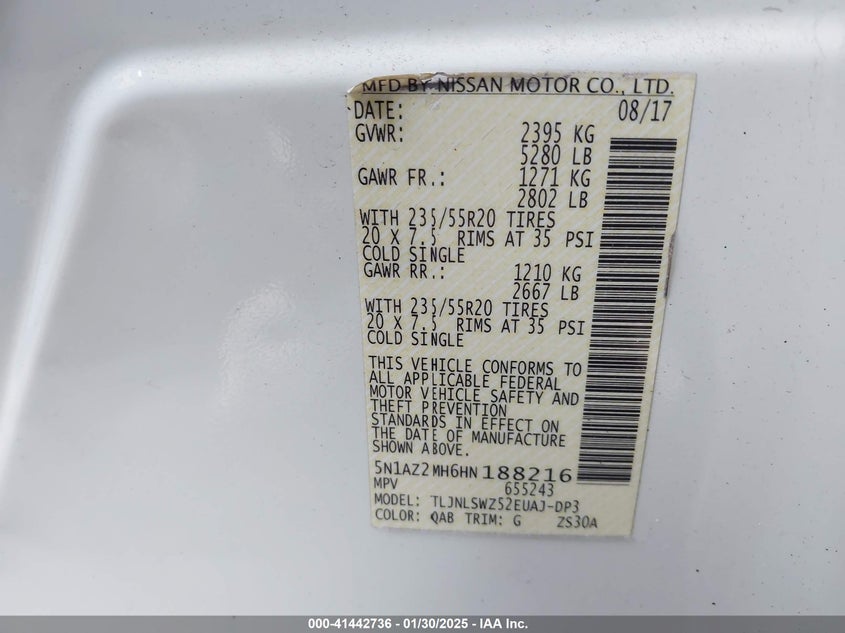 MFD BY NISSAN MOTOR CO., LTD.
DATE: 08/17
GVWR: 2395 KG
5280 LB
GAWR FR.: 1271 KG
2802 LB
WITH 235/55R20 TIRES
20 X 7.5 RIMS AT 35 PSI
COLD SINGLE
GAWR RR.: 1210 KG
2667 LB
WITH 235/55R20 TIRES
20 X 7.5 RIMS AT 35 PSI
COLD SINGLE
THIS VEHICLE CONFORMS TO
ALL APPLICABLE FEDERAL
MOTOR VEHICLE SAFETY AND
THEFT PREVENTION
STANDARDS IN EFFECT ON
THE DATE OF MANUFACTURE
SHOWN ABOVE.
5N1AZ2MH6HN188216
MPV 655243
MODEL: TLJNLSWZ52EUAJ-DP3
COLOR: QAB TRIM: G ZS30A
000-41442736 - 01/30/2025 - IAA Inc.